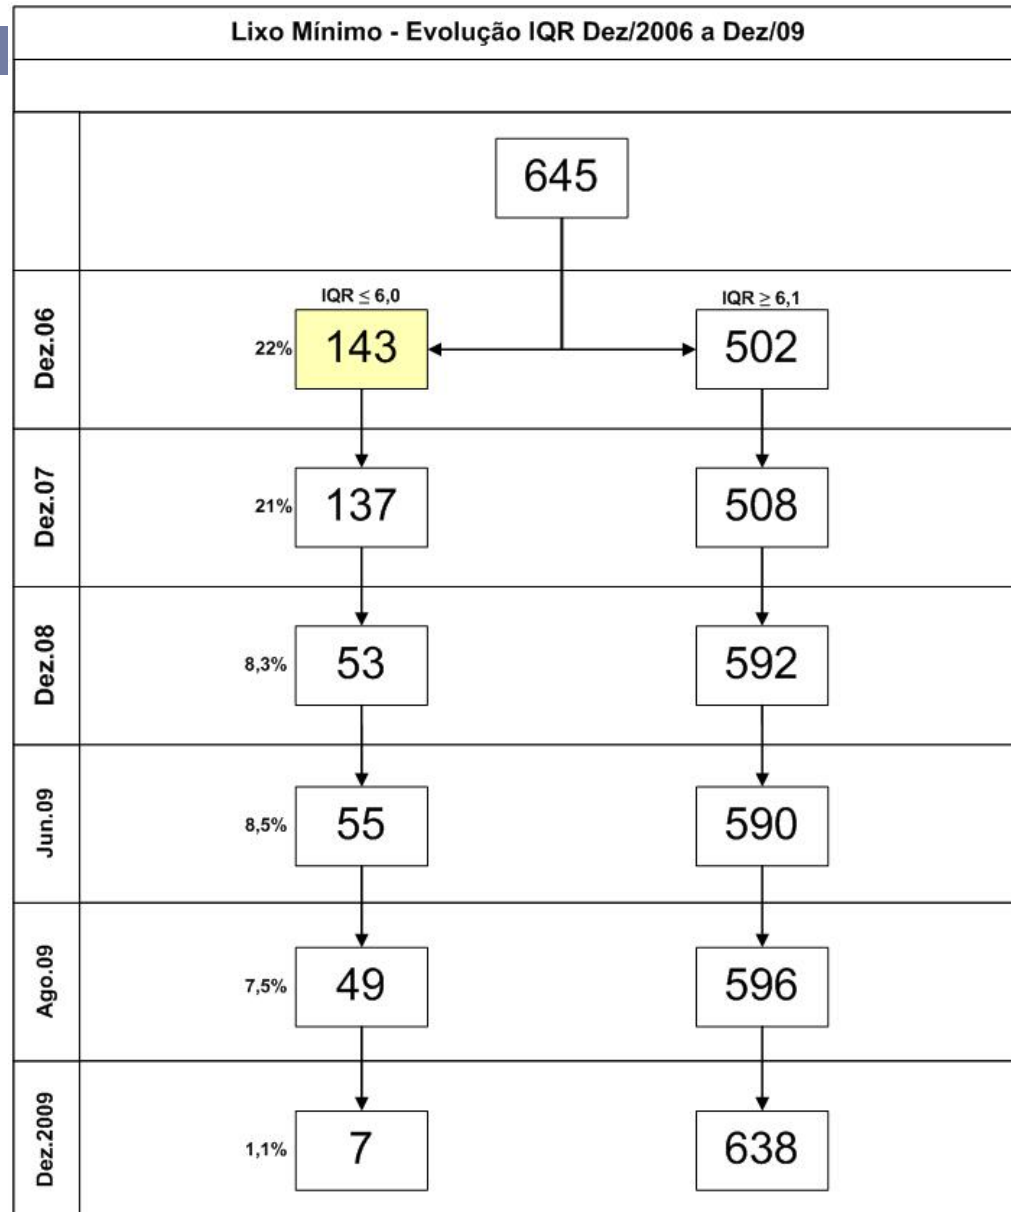 Lixo Mínimo - Evolução IQR Dez/2006 a Dez/09
645
IQR ≤ 6,0
IQR ≥ 6,1
Dez.06
22%
143
502
Dez.07
21%
137
508
Dez.08
8,3%
53
592
Jun.09
8,5%
55
590
Ago.09
7,5%
49
596
Dez.2009
1,1%
7
638